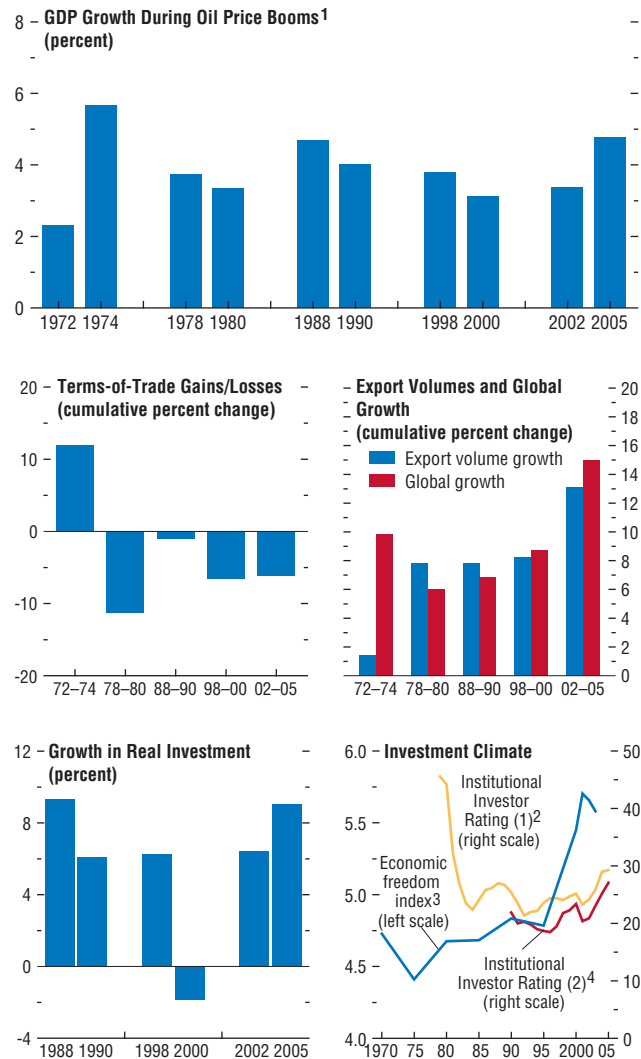 GDP Growth During Oil Price Booms1
(percent)
8
6
4
2
0
1972 1974 1978 1980 1988 1990 1998 2000 2002 2005
Terms-of-Trade Gains/Losses
(cumulative percent change)
20
10
0
-10
-20
72–74 78–80 88–90 98–00 02–05
Export Volumes and Global
Growth
(cumulative percent change)
Export volume growth
Global growth
20
18
16
14
12
10
8
6
4
2
0
72–74 78–80 88–90 98–00 02–05
Growth in Real Investment
(percent)
12
8
4
0
-4
1988 1990 1998 2000 2002 2005
Investment Climate
6.0
5.5
5.0
4.5
4.0
50
40
30
20
10
0
Institutional
Investor
Rating (1)2
(right scale)
Economic
freedom
index3
(left scale)
Institutional
Investor Rating (2)4
(right scale)
1970 75 80 85 90 95 2000 05